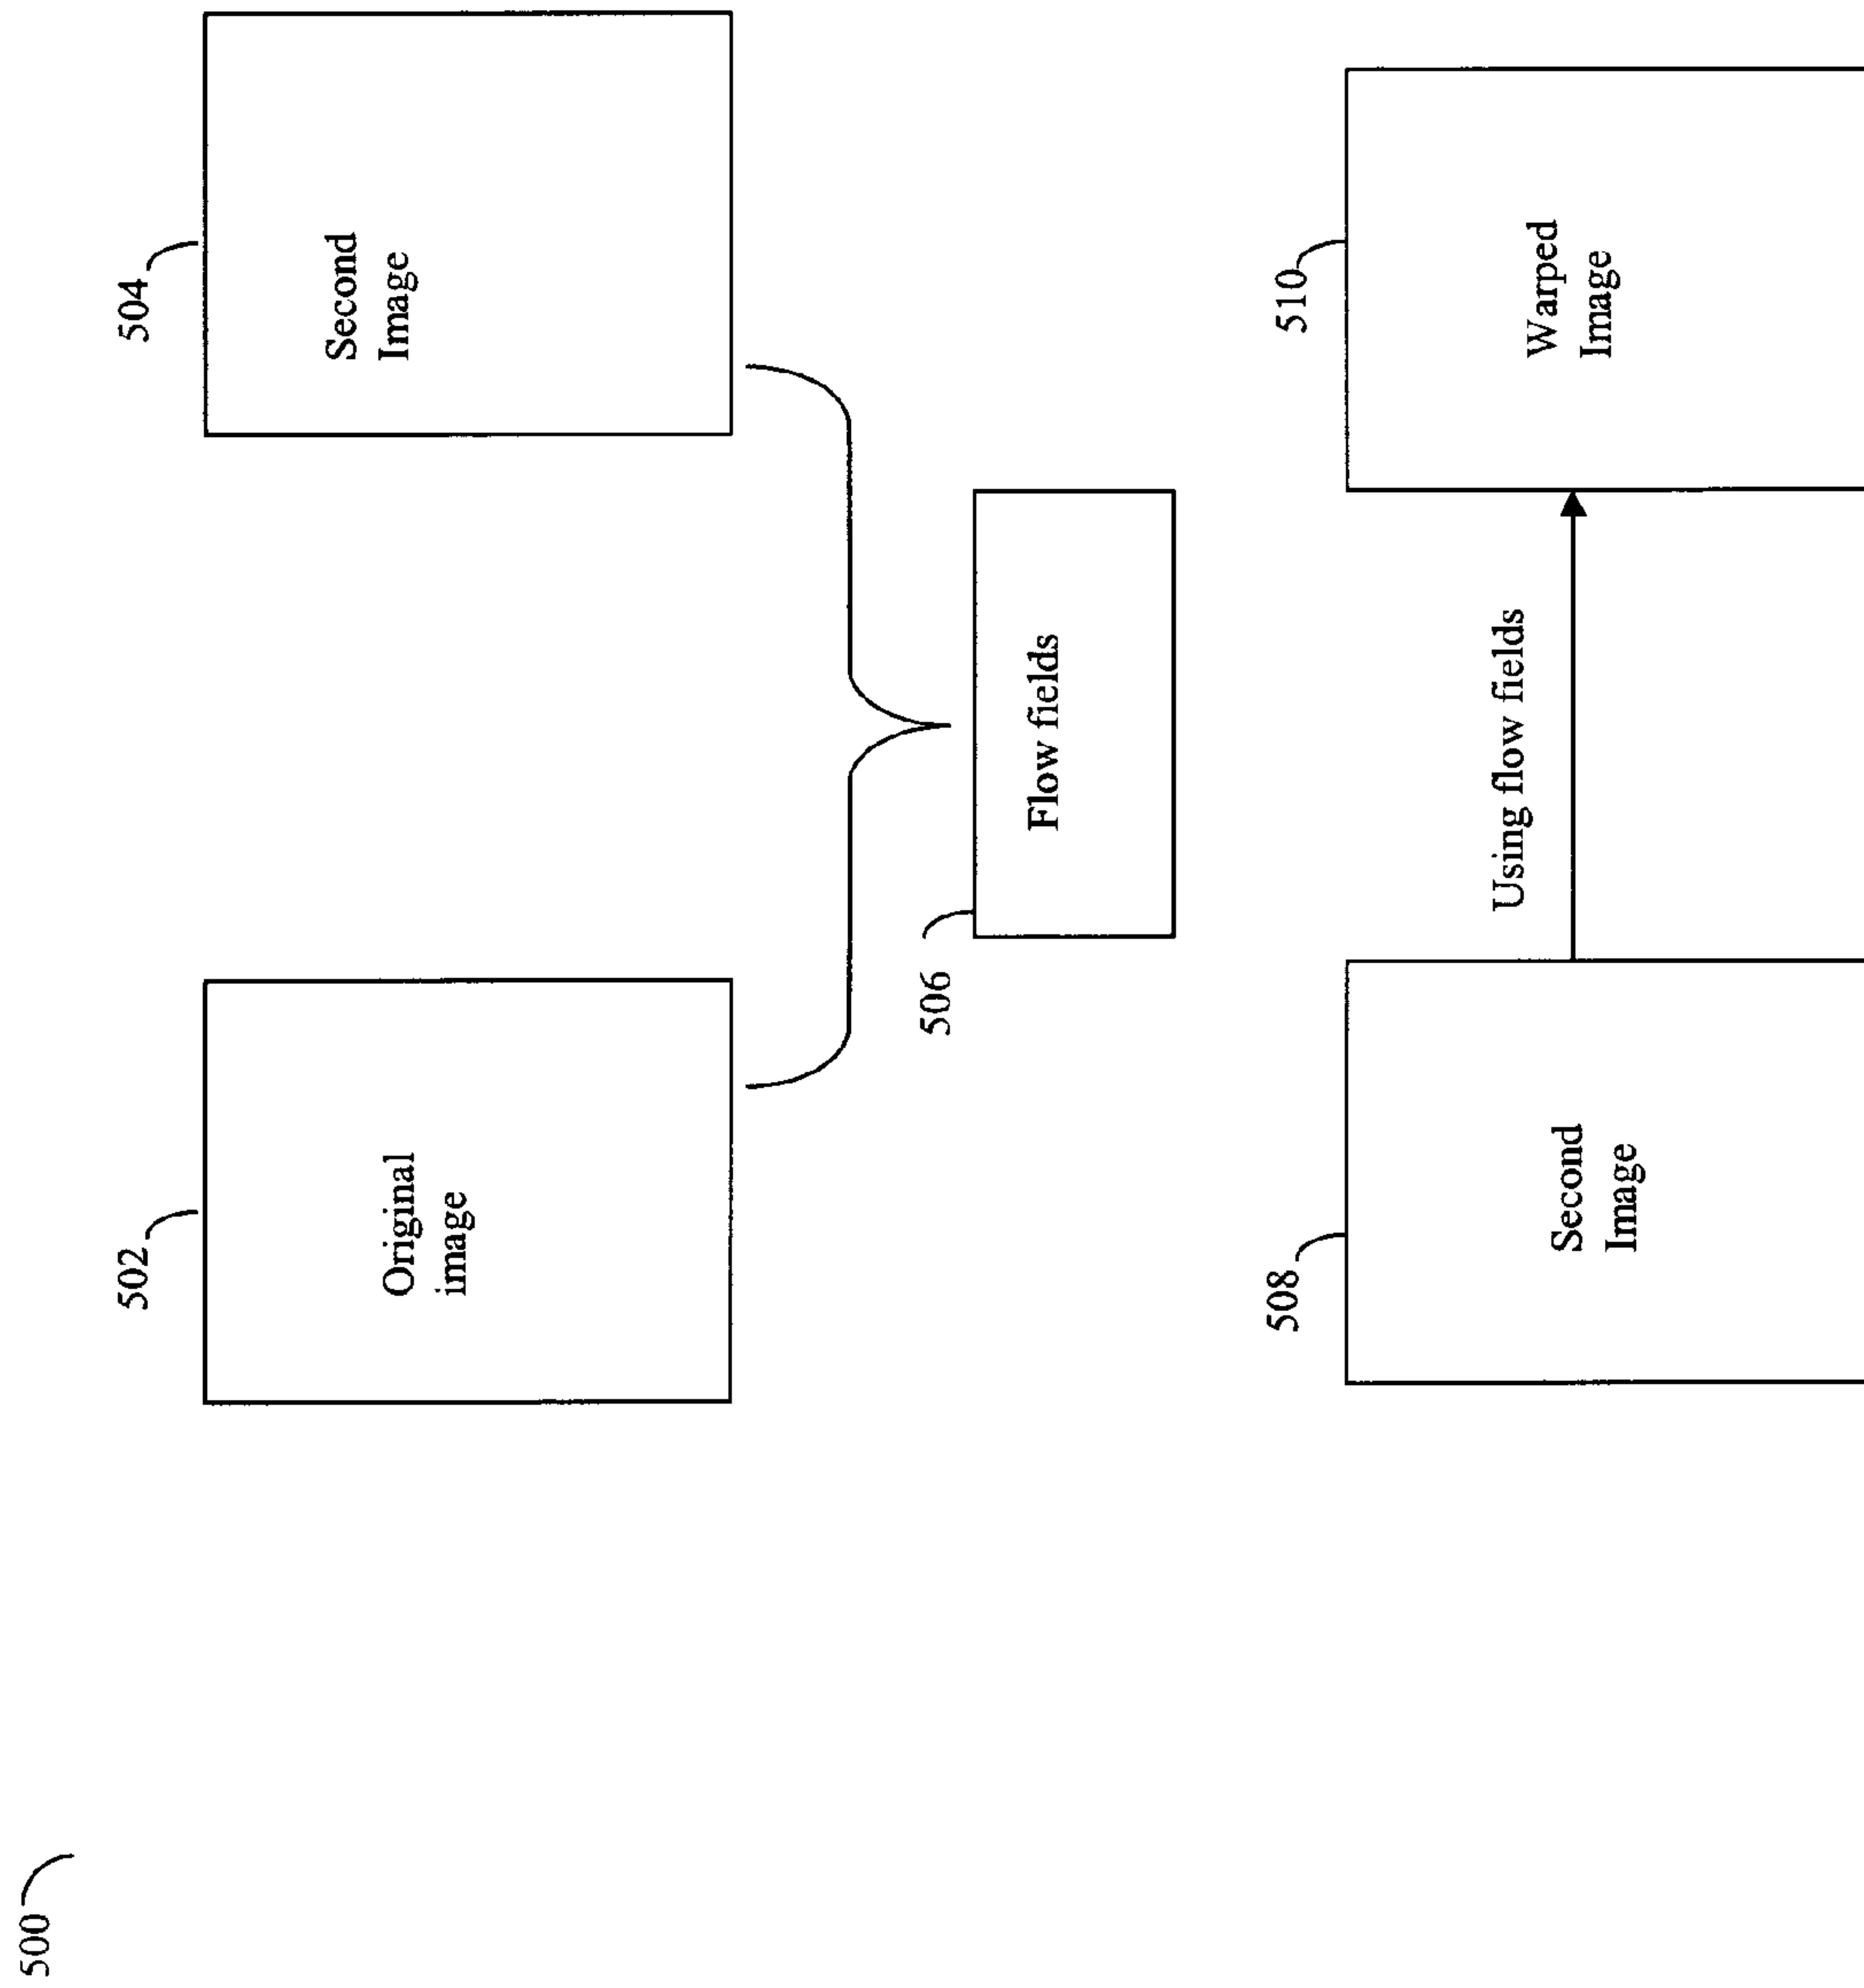 500
502
504
Original
image
Second
Image
506
Flow fields
508
510
Second
Image
Using flow fields
Warped
Image